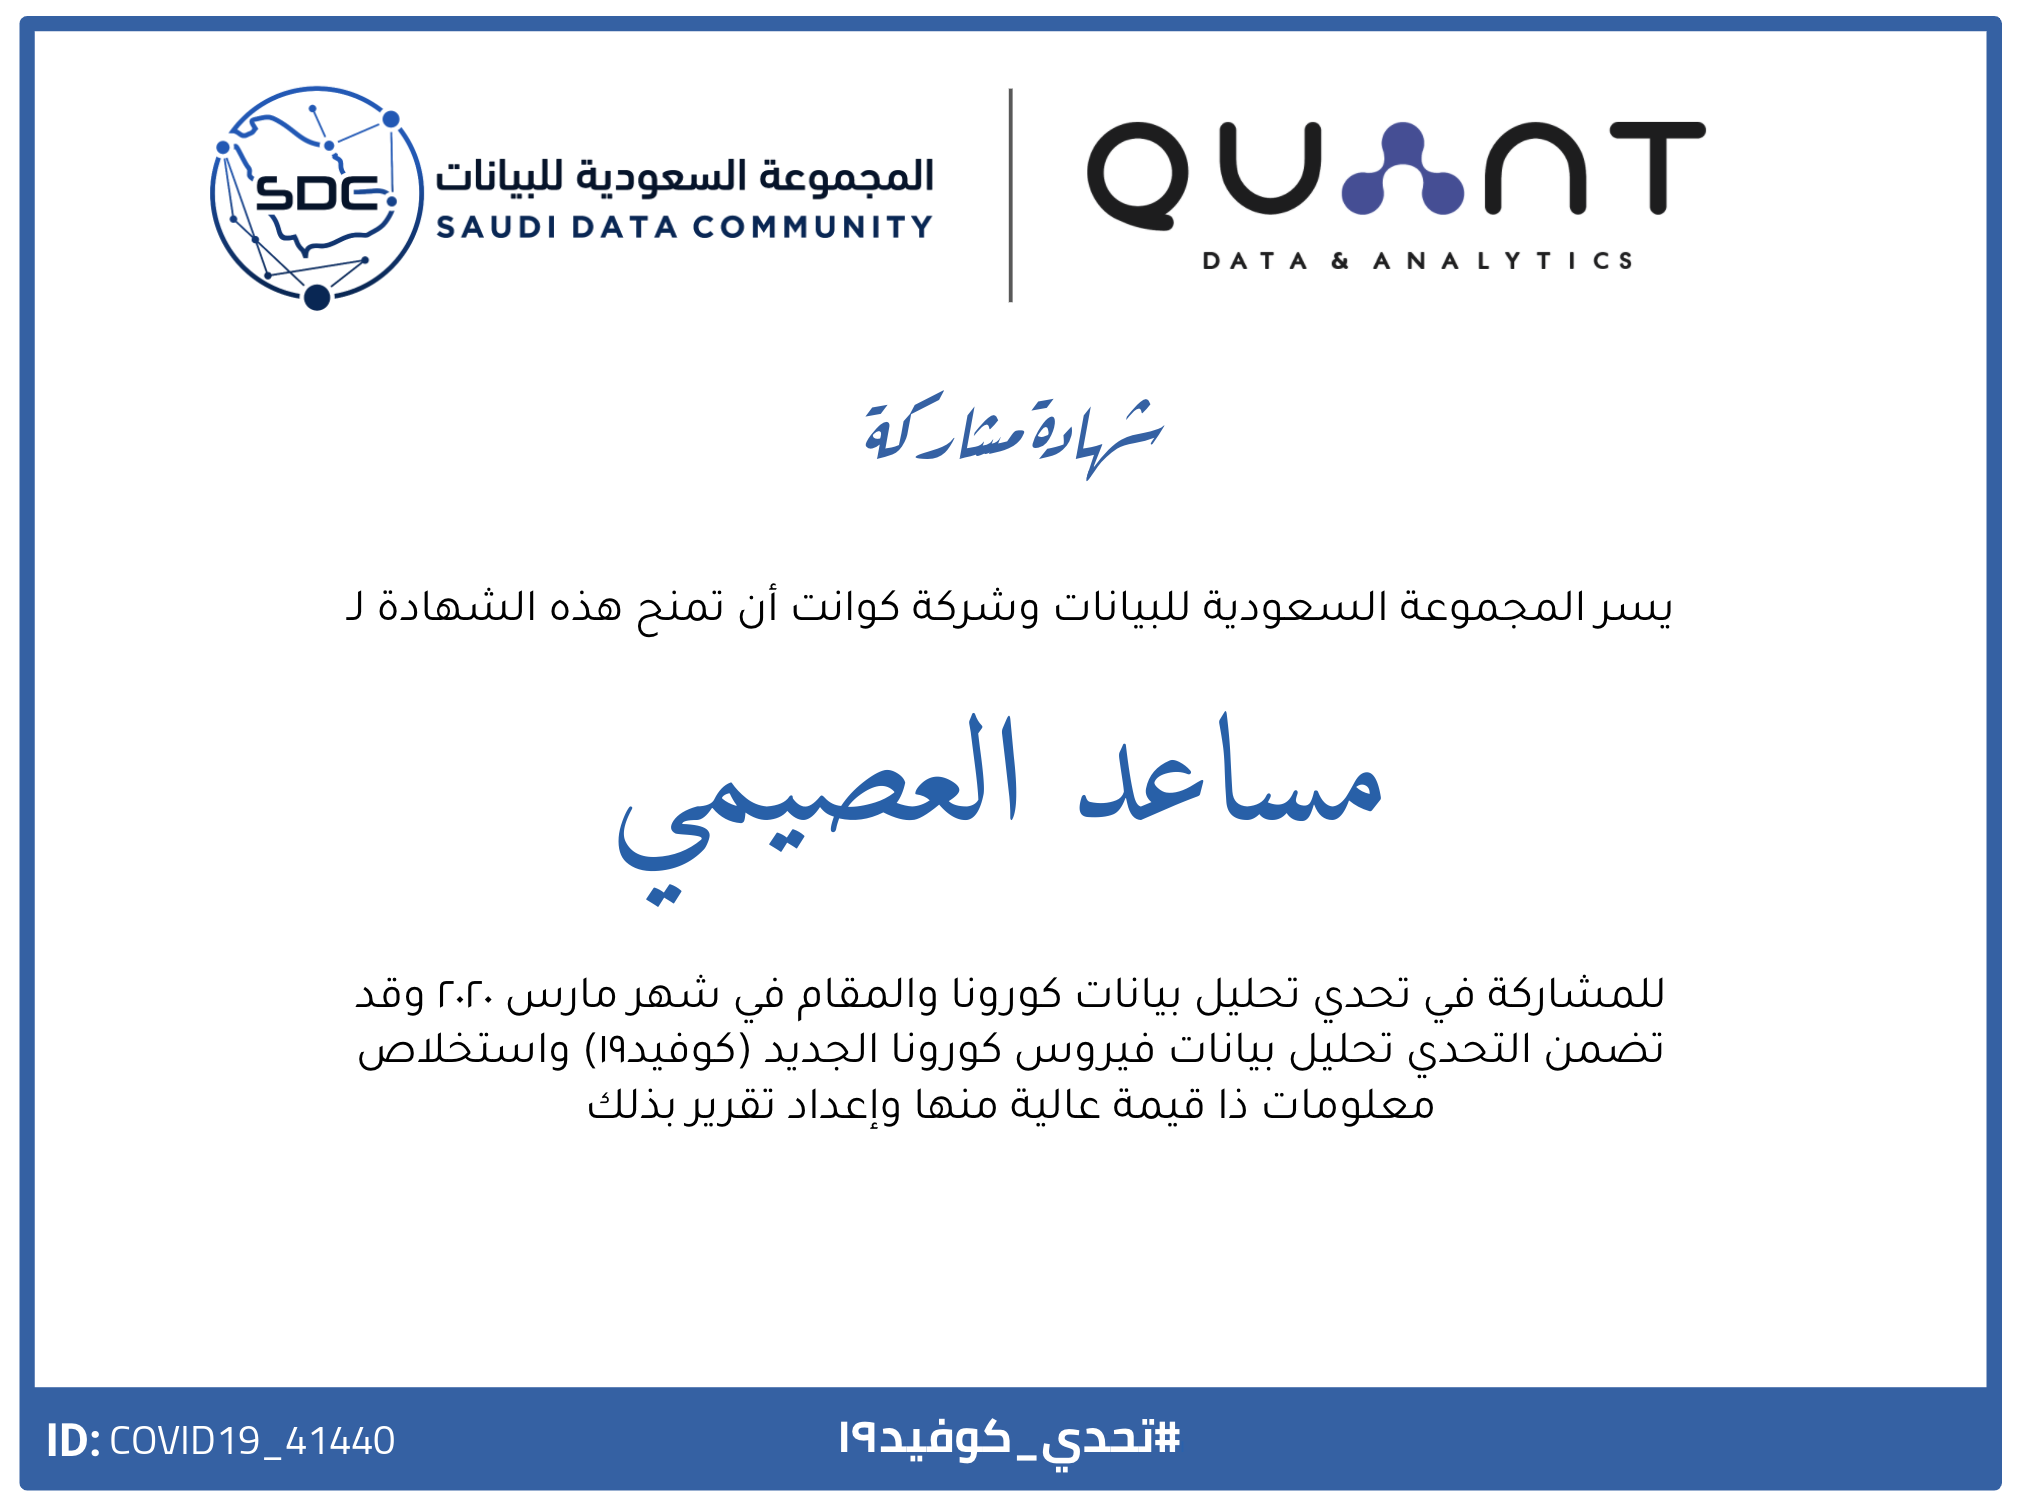 SDC
المجموعة السعودية للبيانات
SAUDI DATA COMMUNITY
QUANT
DATA & ANALYTICS
شهادة مشاركة
يسر المجموعة السعودية للبيانات وشركة كوانت أن تمنح هذه الشهادة لـ
مساعد العصيمي
للمشاركة في تحدي تحليل بيانات كورونا والمقام في شهر مارس ٢٠٢٠ وقد
تضمن التحدي تحليل بيانات فيروس كورونا الجديد (كوفيد١٩) واستخلاص
معلومات ذا قيمة عالية منها وإعداد تقرير بذلك
#تحدي_كوفيد١٩
ID: COVID19_41440